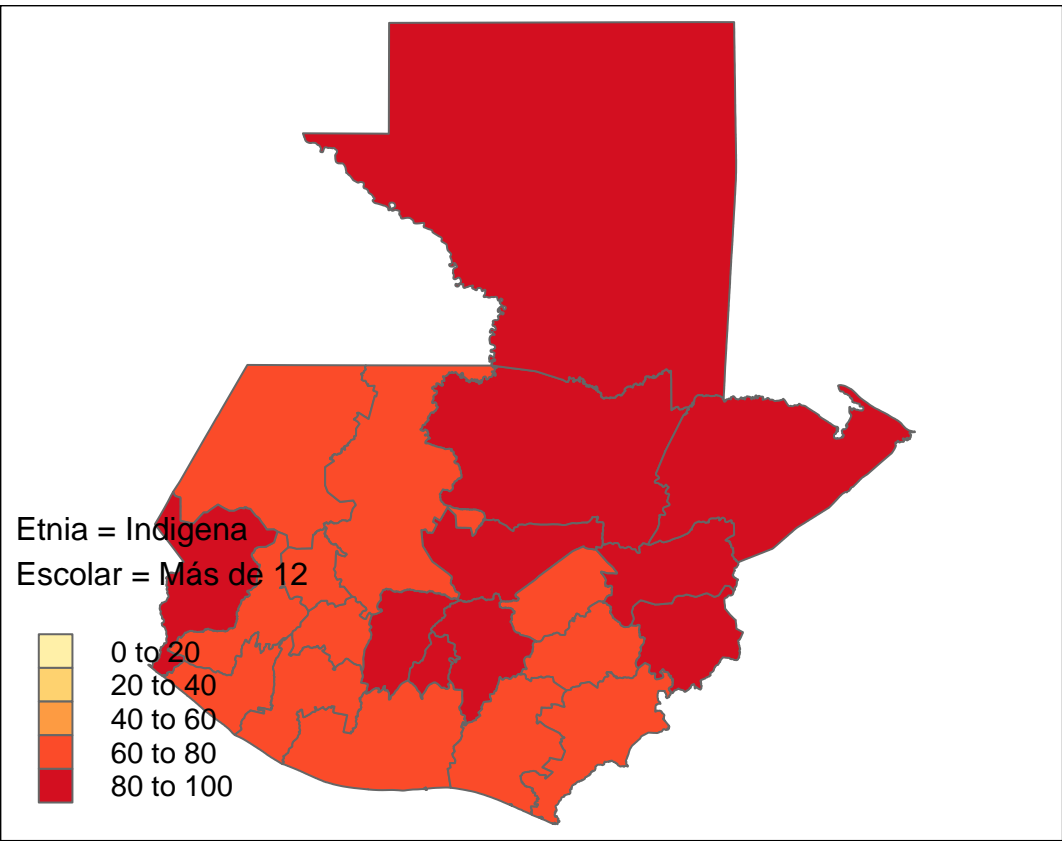 Etnia = Indigena
Escolar = Más de 12
0 to 20
20 to 40
40 to 60
60 to 80
80 to 100